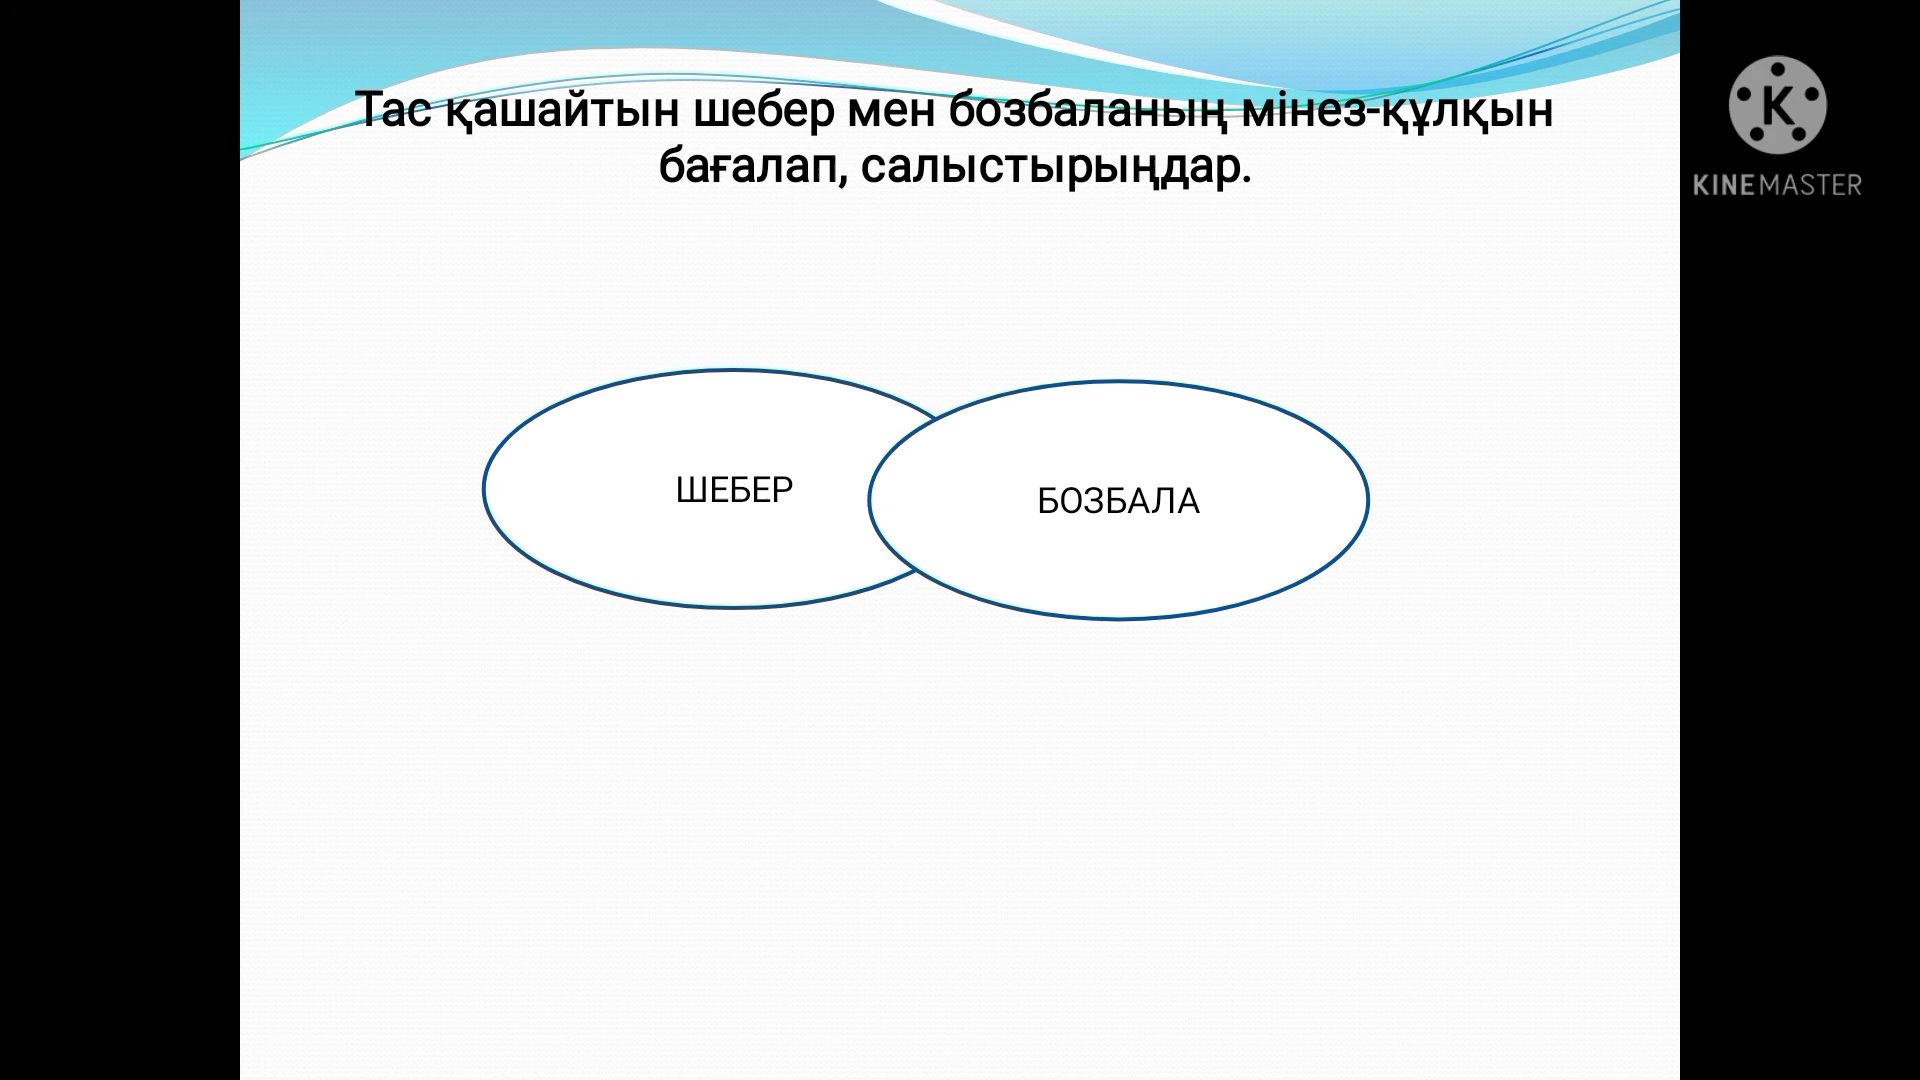 Тас қашайтын шебер мен бозбаланың мінез-құлқын
бағалап, салыстырыңдар.
ШЕБЕР
БОЗБАЛА
K
KINEMASTER